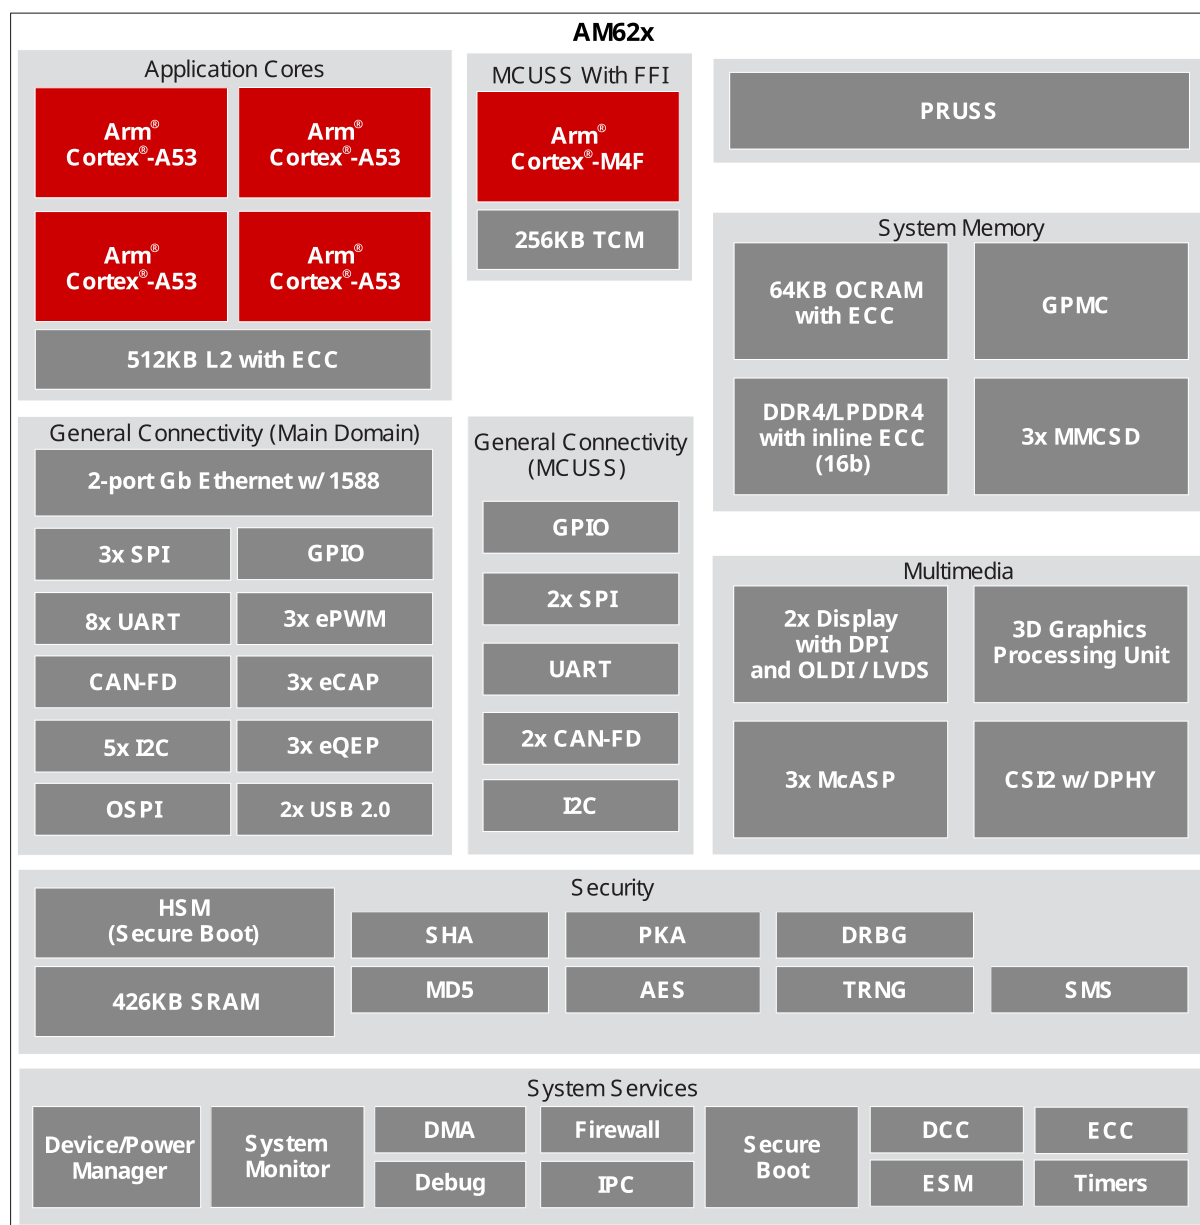 AM62x
Application Cores
Arm®
Cortex®-A53
Arm®
Cortex®-A53
Arm®
Cortex®-A53
Arm®
Cortex®-A53
512KB L2 with ECC
MCUSS With FFI
Arm®
Cortex®-M4F
256KB TCM
PRUSS
System Memory
64KB OCRAM
with ECC
GPMC
DDR4/LPDDR4
with inline ECC
(16b)
3x MMCSD
General Connectivity (Main Domain)
2-port Gb Ethernet w/ 1588
3x SPI
GPIO
8x UART
3x ePWM
CAN-FD
3x eCAP
5x I2C
3x eQEP
OSPI
2x USB 2.0
General Connectivity
(MCUSS)
GPIO
2x SPI
UART
2x CAN-FD
I2C
Multimedia
2x Display
with DPI
and OLDI / LVDS
3D Graphics
Processing Unit
3x McASP
CSI2 w/ DPHY
Security
HSM
(Secure Boot)
426KB SRAM
SHA
PKA
DRBG
MD5
AES
TRNG
SMS
System Services
Device/Power
Manager
System
Monitor
DMA
Debug
Firewall
IPC
Secure
Boot
DCC
ESM
ECC
Timers